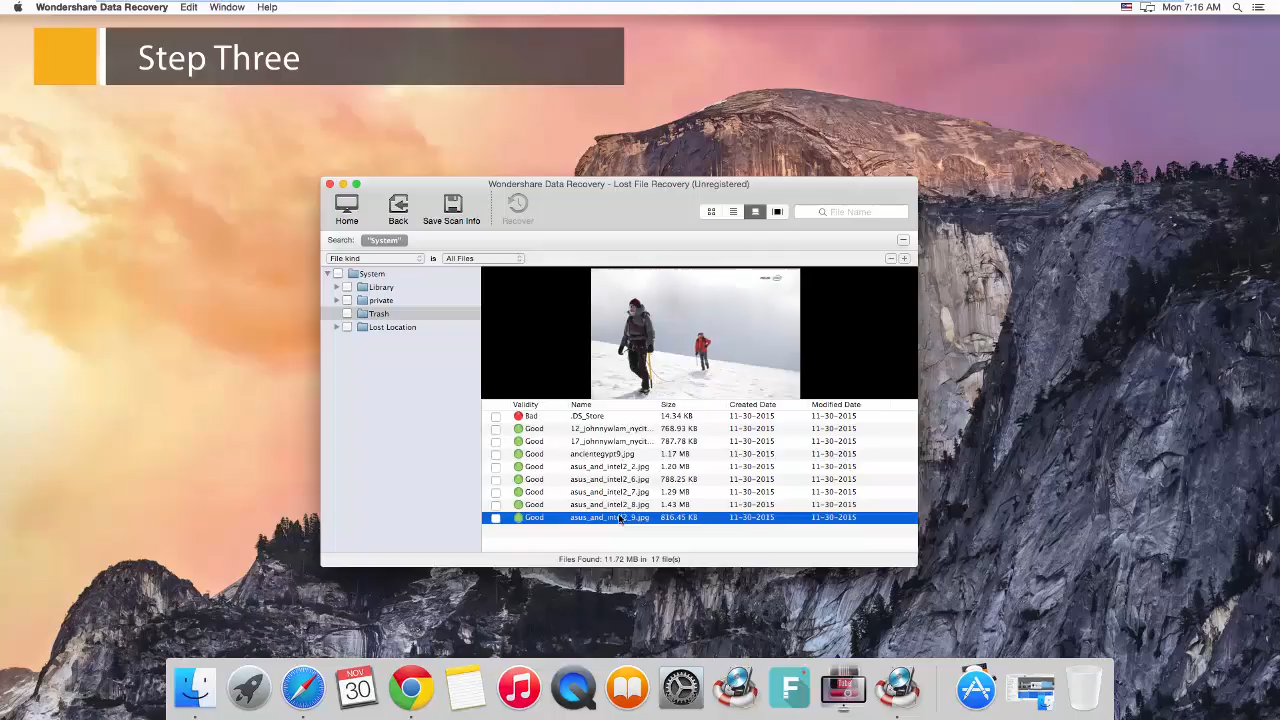 Wondershare Data Recovery Edit Window Help Mon 7:16 AM
Step Three
Wondershare Data Recovery - Lost File Recovery (Unregistered)
Home Back Save Scan Info Recover File Name
Search: "System"
File kind is All Files
System
Library
private
Trash
Lost Location
Validity Name Size Created Date Modified Date
Bad .DS_Store 14.34 KB 11-30-2015 11-30-2015
Good 12_johnnywlam_nycit... 768.93 KB 11-30-2015 11-30-2015
Good 17_johnnywlam_nycit... 787.78 KB 11-30-2015 11-30-2015
Good ancientegypt9.jpg 1.17 MB 11-30-2015 11-30-2015
Good asus_and_intel2_2.jpg 1.20 MB 11-30-2015 11-30-2015
Good asus_and_intel2_6.jpg 788.25 KB 11-30-2015 11-30-2015
Good asus_and_intel2_7.jpg 1.29 MB 11-30-2015 11-30-2015
Good asus_and_intel2_8.jpg 1.43 MB 11-30-2015 11-30-2015
Good asus_and_intel2_9.jpg 816.45 KB 11-30-2015 11-30-2015
Files Found: 11.72 MB in 17 file(s)
NOV
30